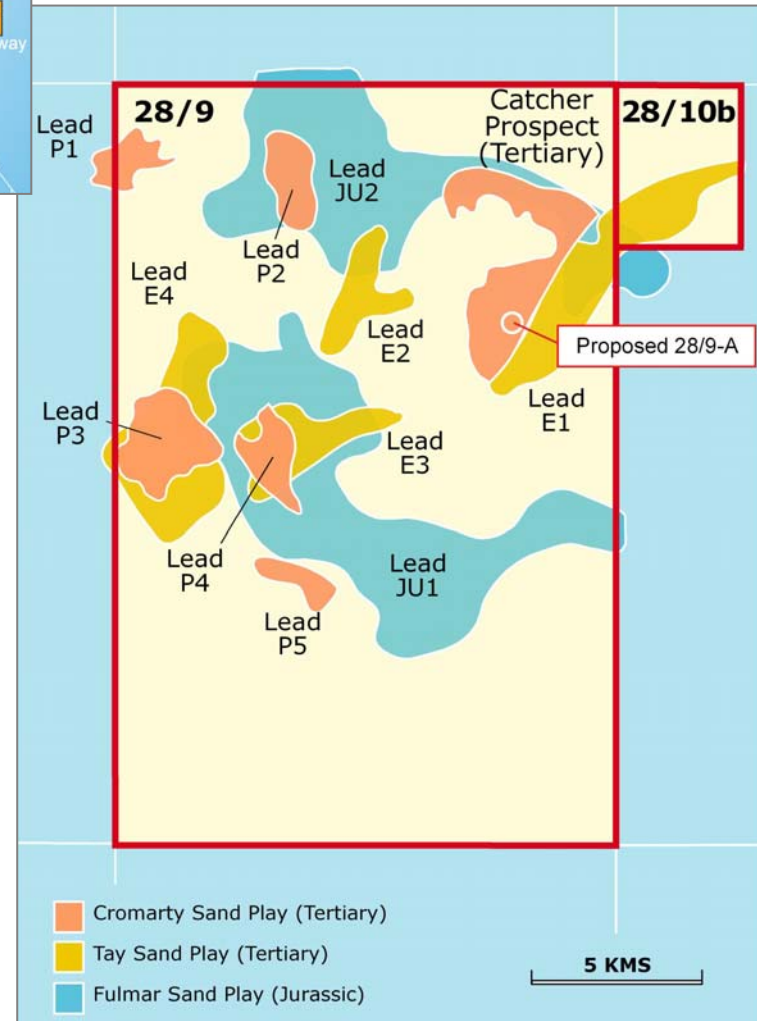 way
28/9
28/10b
Catcher
Prospect
(Tertiary)
Lead
P1
Lead
JU2
Lead
P2
Lead
E4
Lead
E2
Proposed 28/9-A
Lead
E1
Lead
P3
Lead
E3
Lead
P4
Lead
JU1
Lead
P5
Cromarty Sand Play (Tertiary)
Tay Sand Play (Tertiary)
Fulmar Sand Play (Jurassic)
5 KMS